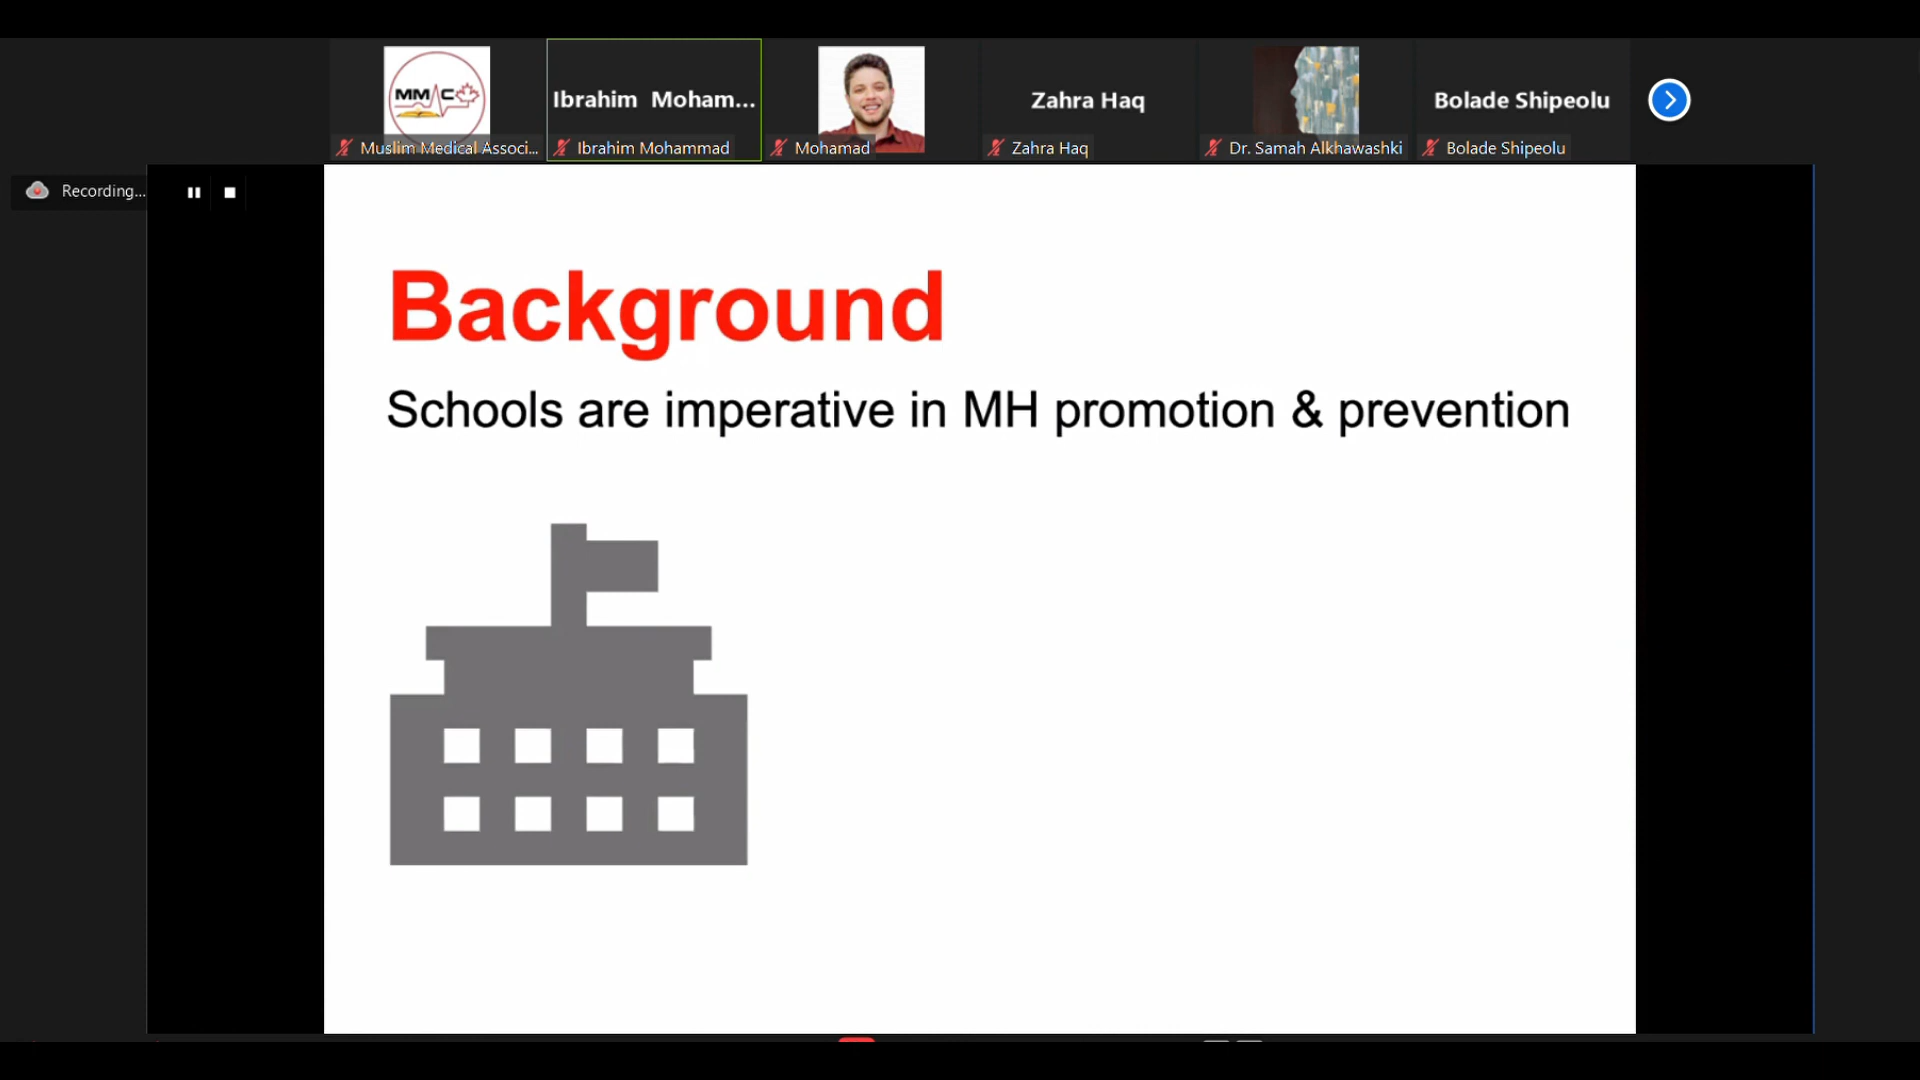 MMAC
Ibrahim Moham...
Zahra Haq
Bolade Shipeolu
Muslim Medical Associ...
Ibrahim Mohammad
Mohamad
Zahra Haq
Dr. Samah Alkhawashki
Bolade Shipeolu
Recording...
Background
Schools are imperative in MH promotion & prevention